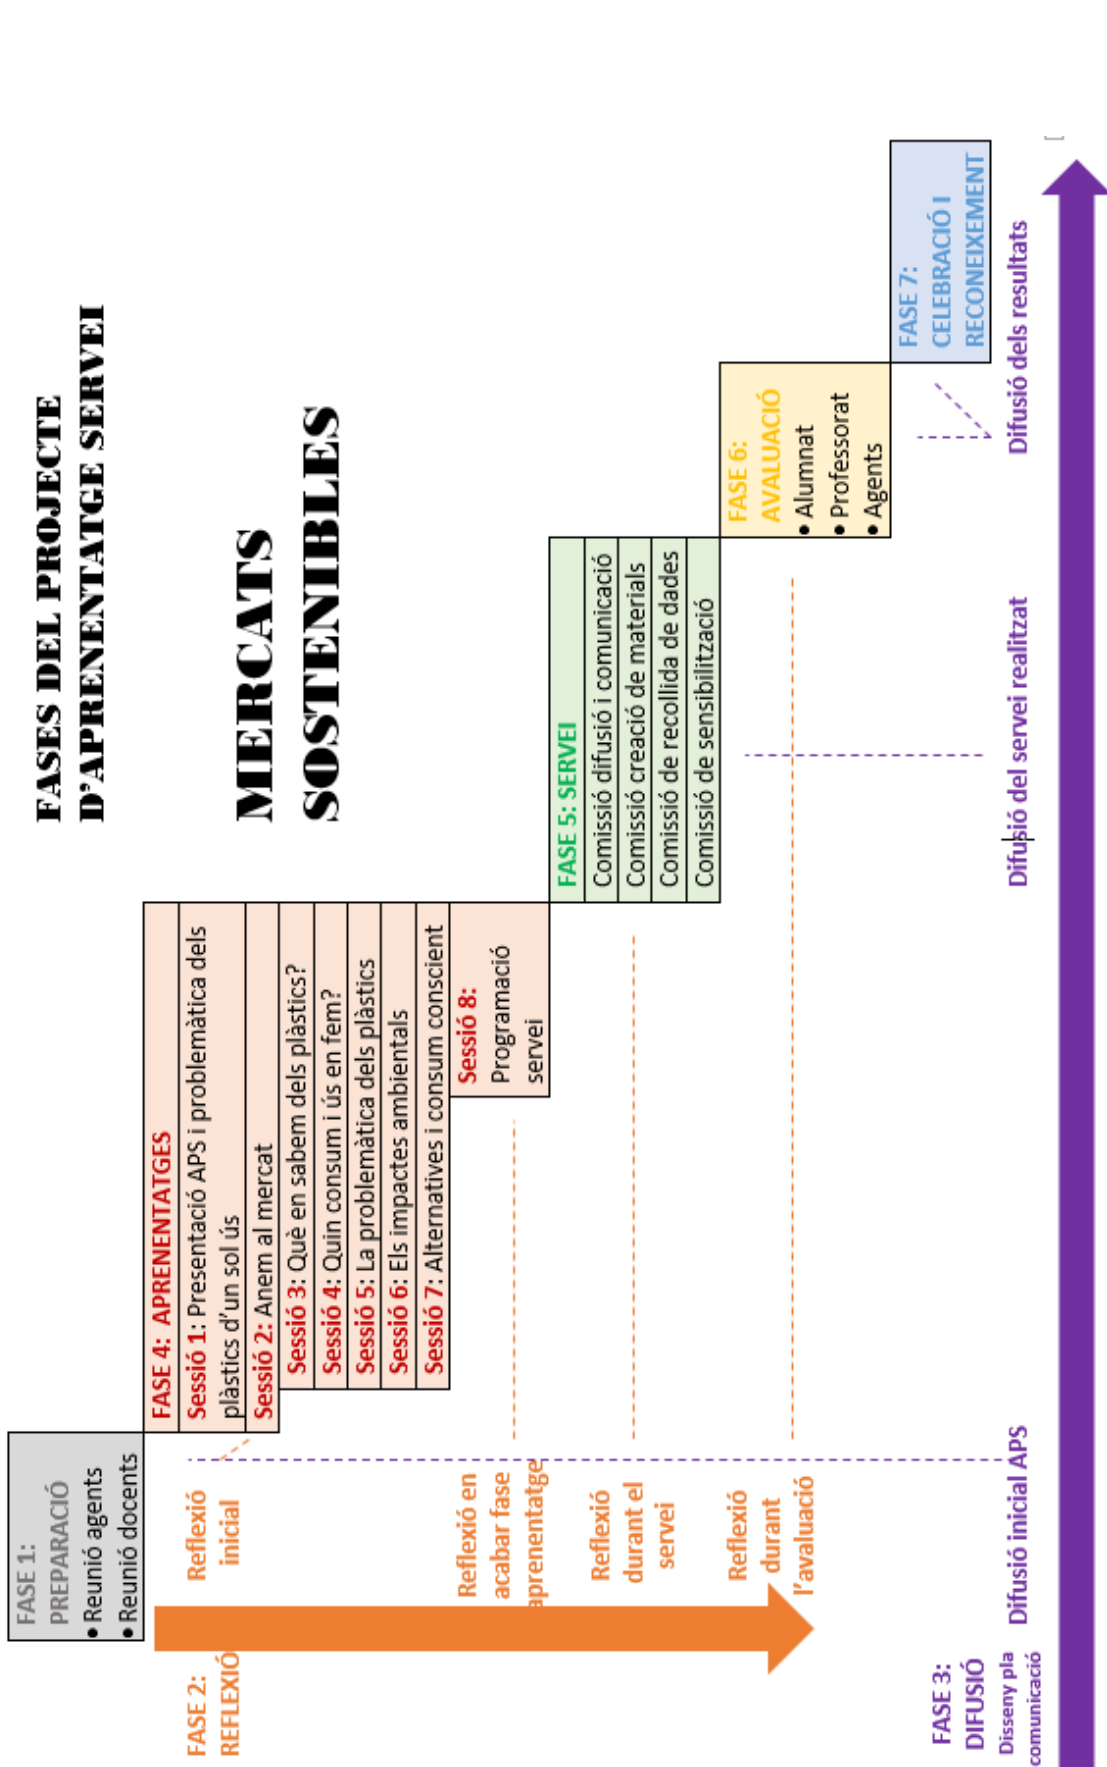 FASES DEL PROJECTE
D'APRENENTATGE SERVEI
MERCATS
SOSTENIBLES
FASE 1:
PREPARACIÓ
• Reunió agents
• Reunió docents
FASE 2:
REFLEXIÓ
Reflexió
inicial
Reflexió en
acabar fase
aprenentatge
Reflexió
durant el
servei
Reflexió
durant
l'avaluació
FASE 4: APRENENTATGES
Sessió 1: Presentació APS i problemàtica dels
plàstics d'un sol ús
Sessió 2: Anem al mercat
Sessió 3: Què en sabem dels plàstics?
Sessió 4: Quin consum i ús en fem?
Sessió 5: La problemàtica dels plàstics
Sessió 6: Els impactes ambientals
Sessió 7: Alternatives i consum conscient
Sessió 8:
Programació
servei
FASE 5: SERVEI
Comissió difusió i comunicació
Comissió creació de materials
Comissió de recollida de dades
Comissió de sensibilització
FASE 6:
AVALUACIÓ
• Alumnat
• Professorat
• Agents
FASE 7:
CELEBRACIÓ I
RECONEIXEMENT
FASE 3:
DIFUSIÓ
Disseny pla
comunicació
Difusió inicial APS
Difusió del servei realitzat
Difusió dels resultats